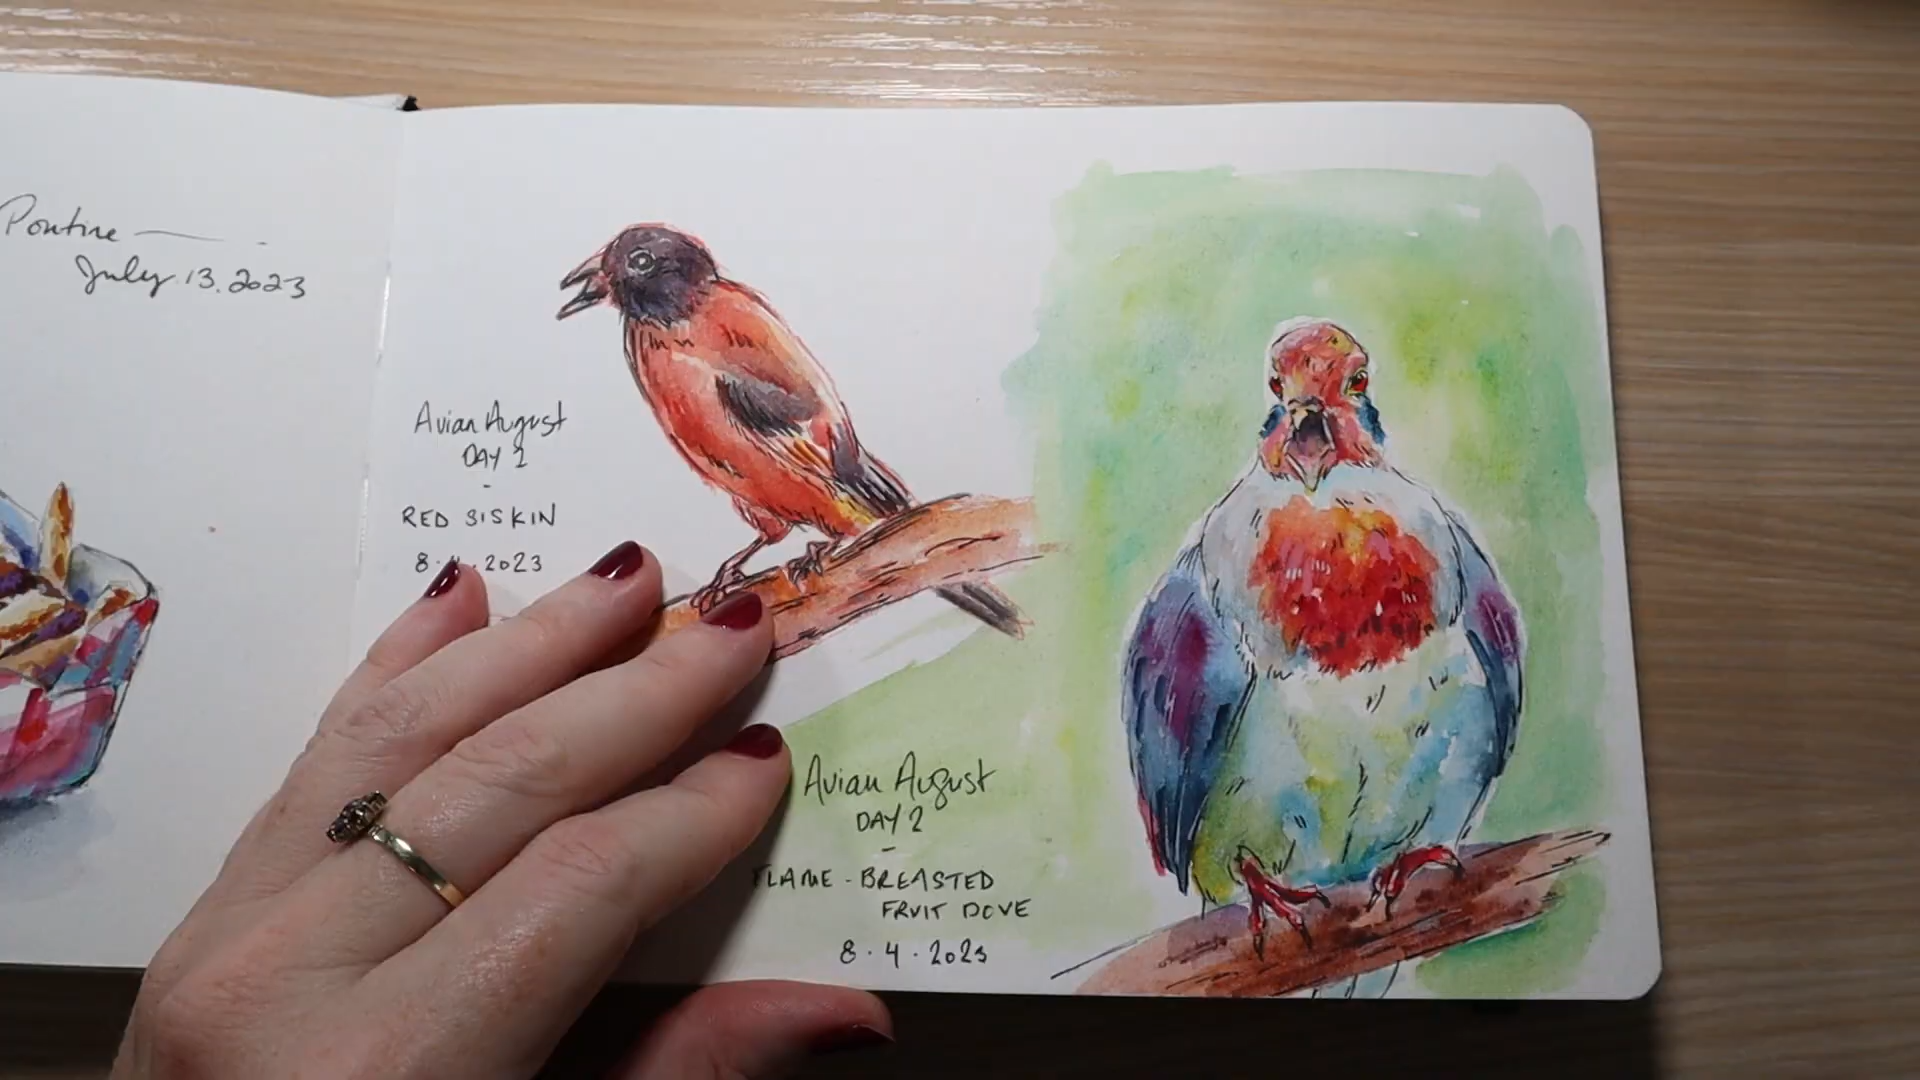 Poutine
July.13.2023
Avian August
DAY 1
-
RED SISKIN
8.4.2023
Avian August
DAY 2
-
FLAME-BREASTED
FRUIT DOVE
8.4.2023